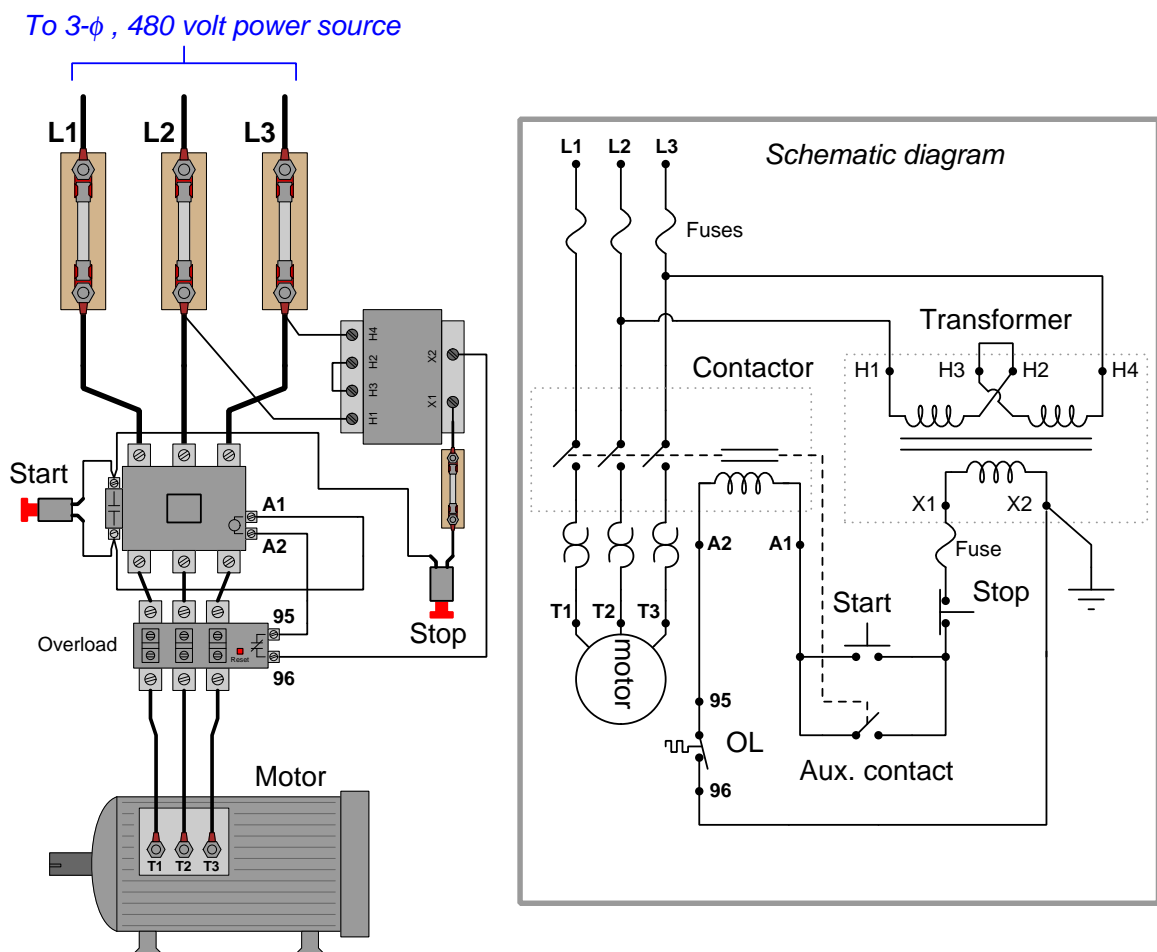 To 3-ϕ , 480 volt power source
L1
L2
L3
H4
H2
H3
H1
X2
X1
Start
A1
A2
Stop
Overload
95
Reset
96
Motor
T1
T2
T3
Schematic diagram
L1
L2
L3
Fuses
Transformer
Contactor
H1
H3
H2
H4
X1
X2
Fuse
A2
A1
Start
Stop
T1
T2
T3
motor
95
OL
Aux. contact
96